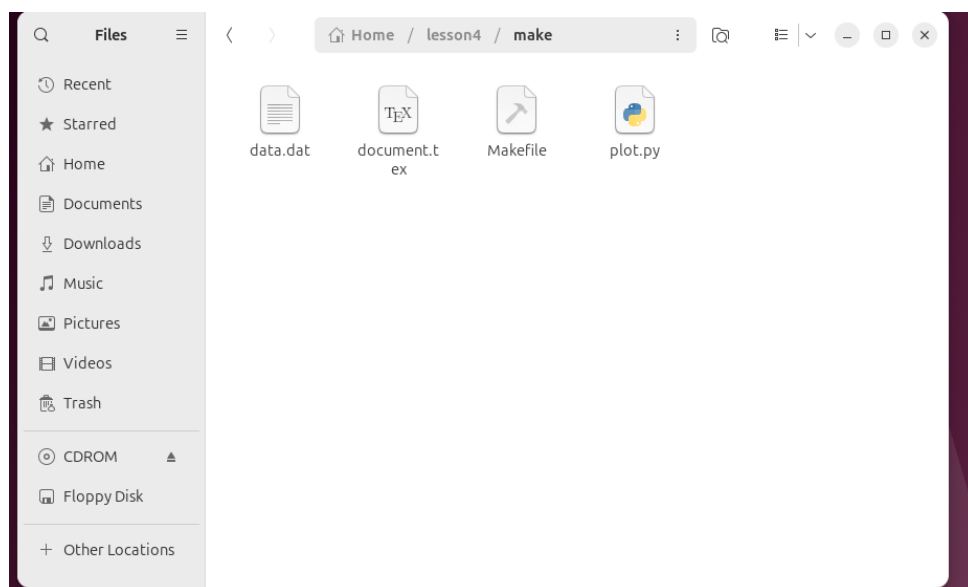 Files
Home / lesson4 / make
Recent
Starred
Home
Documents
Downloads
Music
Pictures
Videos
Trash
CDROM
Floppy Disk
+ Other Locations
data.dat
TEX
document.t
ex
Makefile
plot.py